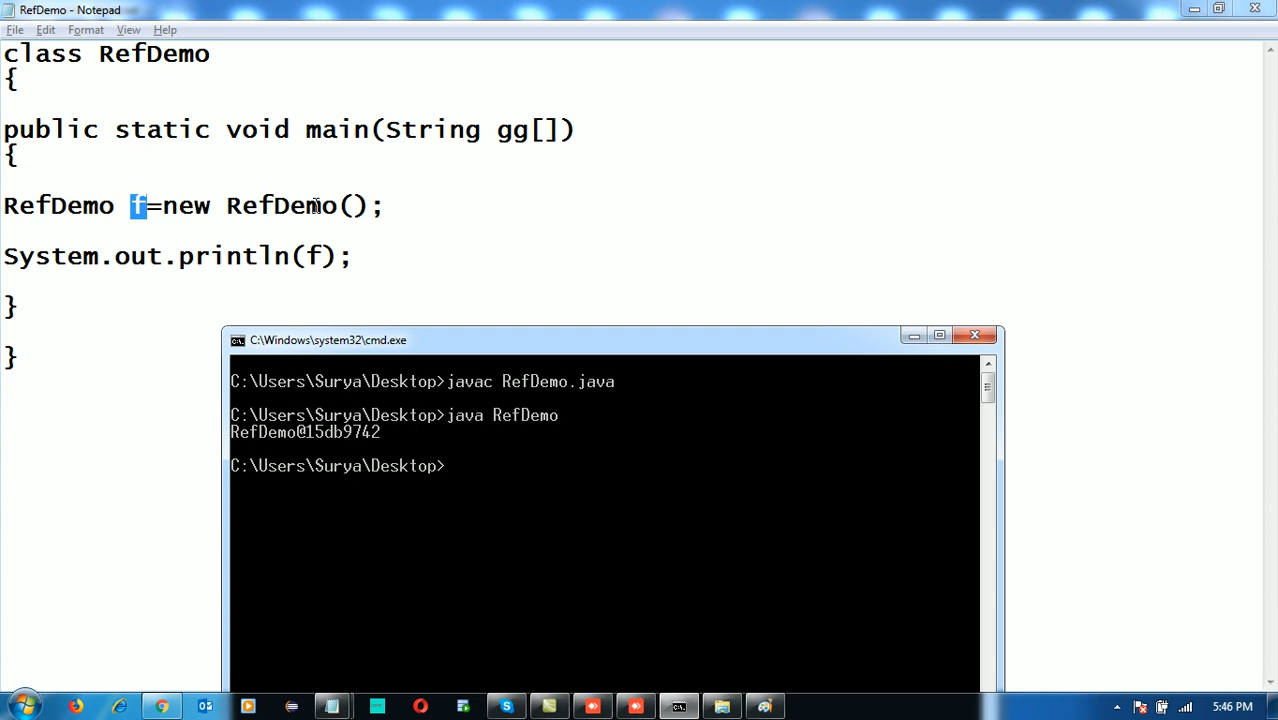 RefDemo - Notepad
File Edit Format View Help
class RefDemo
{
public static void main(String gg[])
{
RefDemo f=new RefDemo();
System.out.println(f);
}
}
C:\Windows\system32\cmd.exe
C:\Users\Surya\Desktop>javac RefDemo.java
C:\Users\Surya\Desktop>java RefDemo
RefDemo@15db9742
C:\Users\Surya\Desktop>
5:46 PM